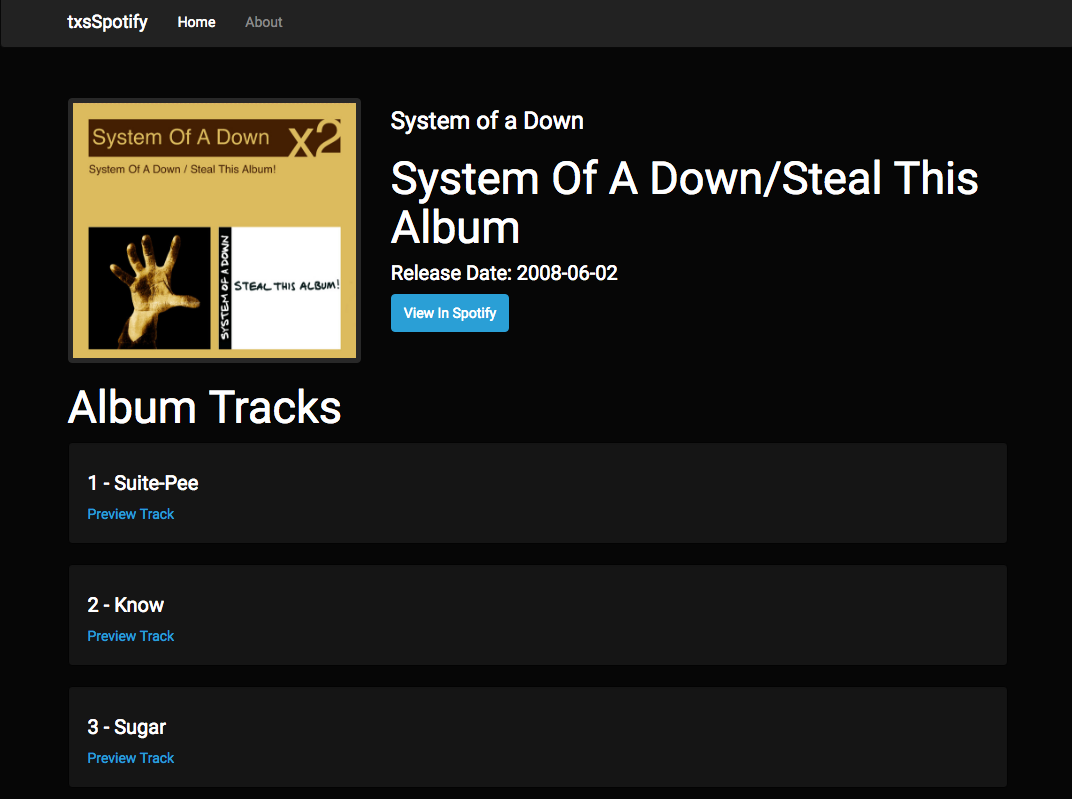 txsSpotify Home About
System Of A Down x2
System Of A Down / Steal This Album!
SYSTEM OF A DOWN
STEAL THIS ALBUM!
System of a Down
System Of A Down/Steal This
Album
Release Date: 2008-06-02
View In Spotify
Album Tracks
1 - Suite-Pee
Preview Track
2 - Know
Preview Track
3 - Sugar
Preview Track